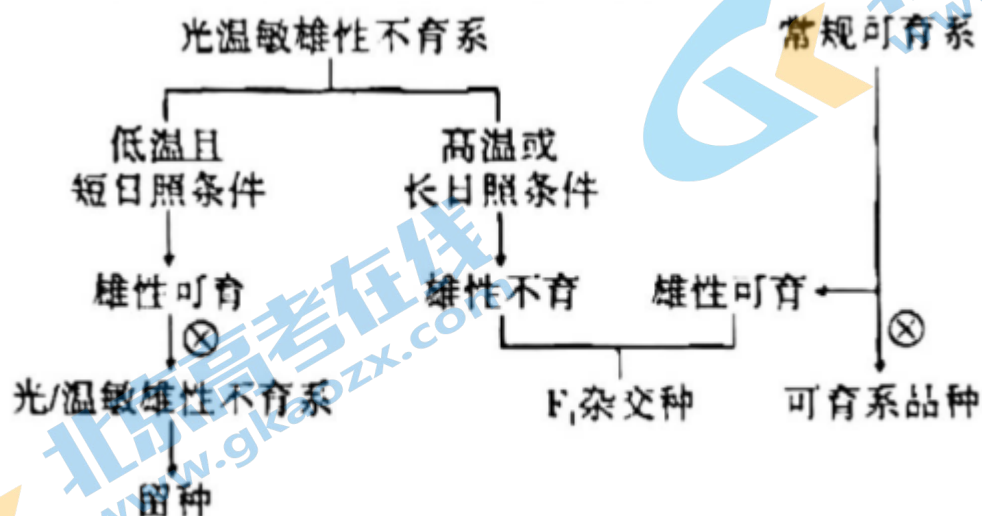 光温敏雄性不育系
常规可育系
低温且
短日照条件
高温或
长日照条件
雄性可育
雄性不育
雄性可育
光/温敏雄性不育系
F₁杂交种
可育系品种
留种
北京高考在线
www.gkaozx.com